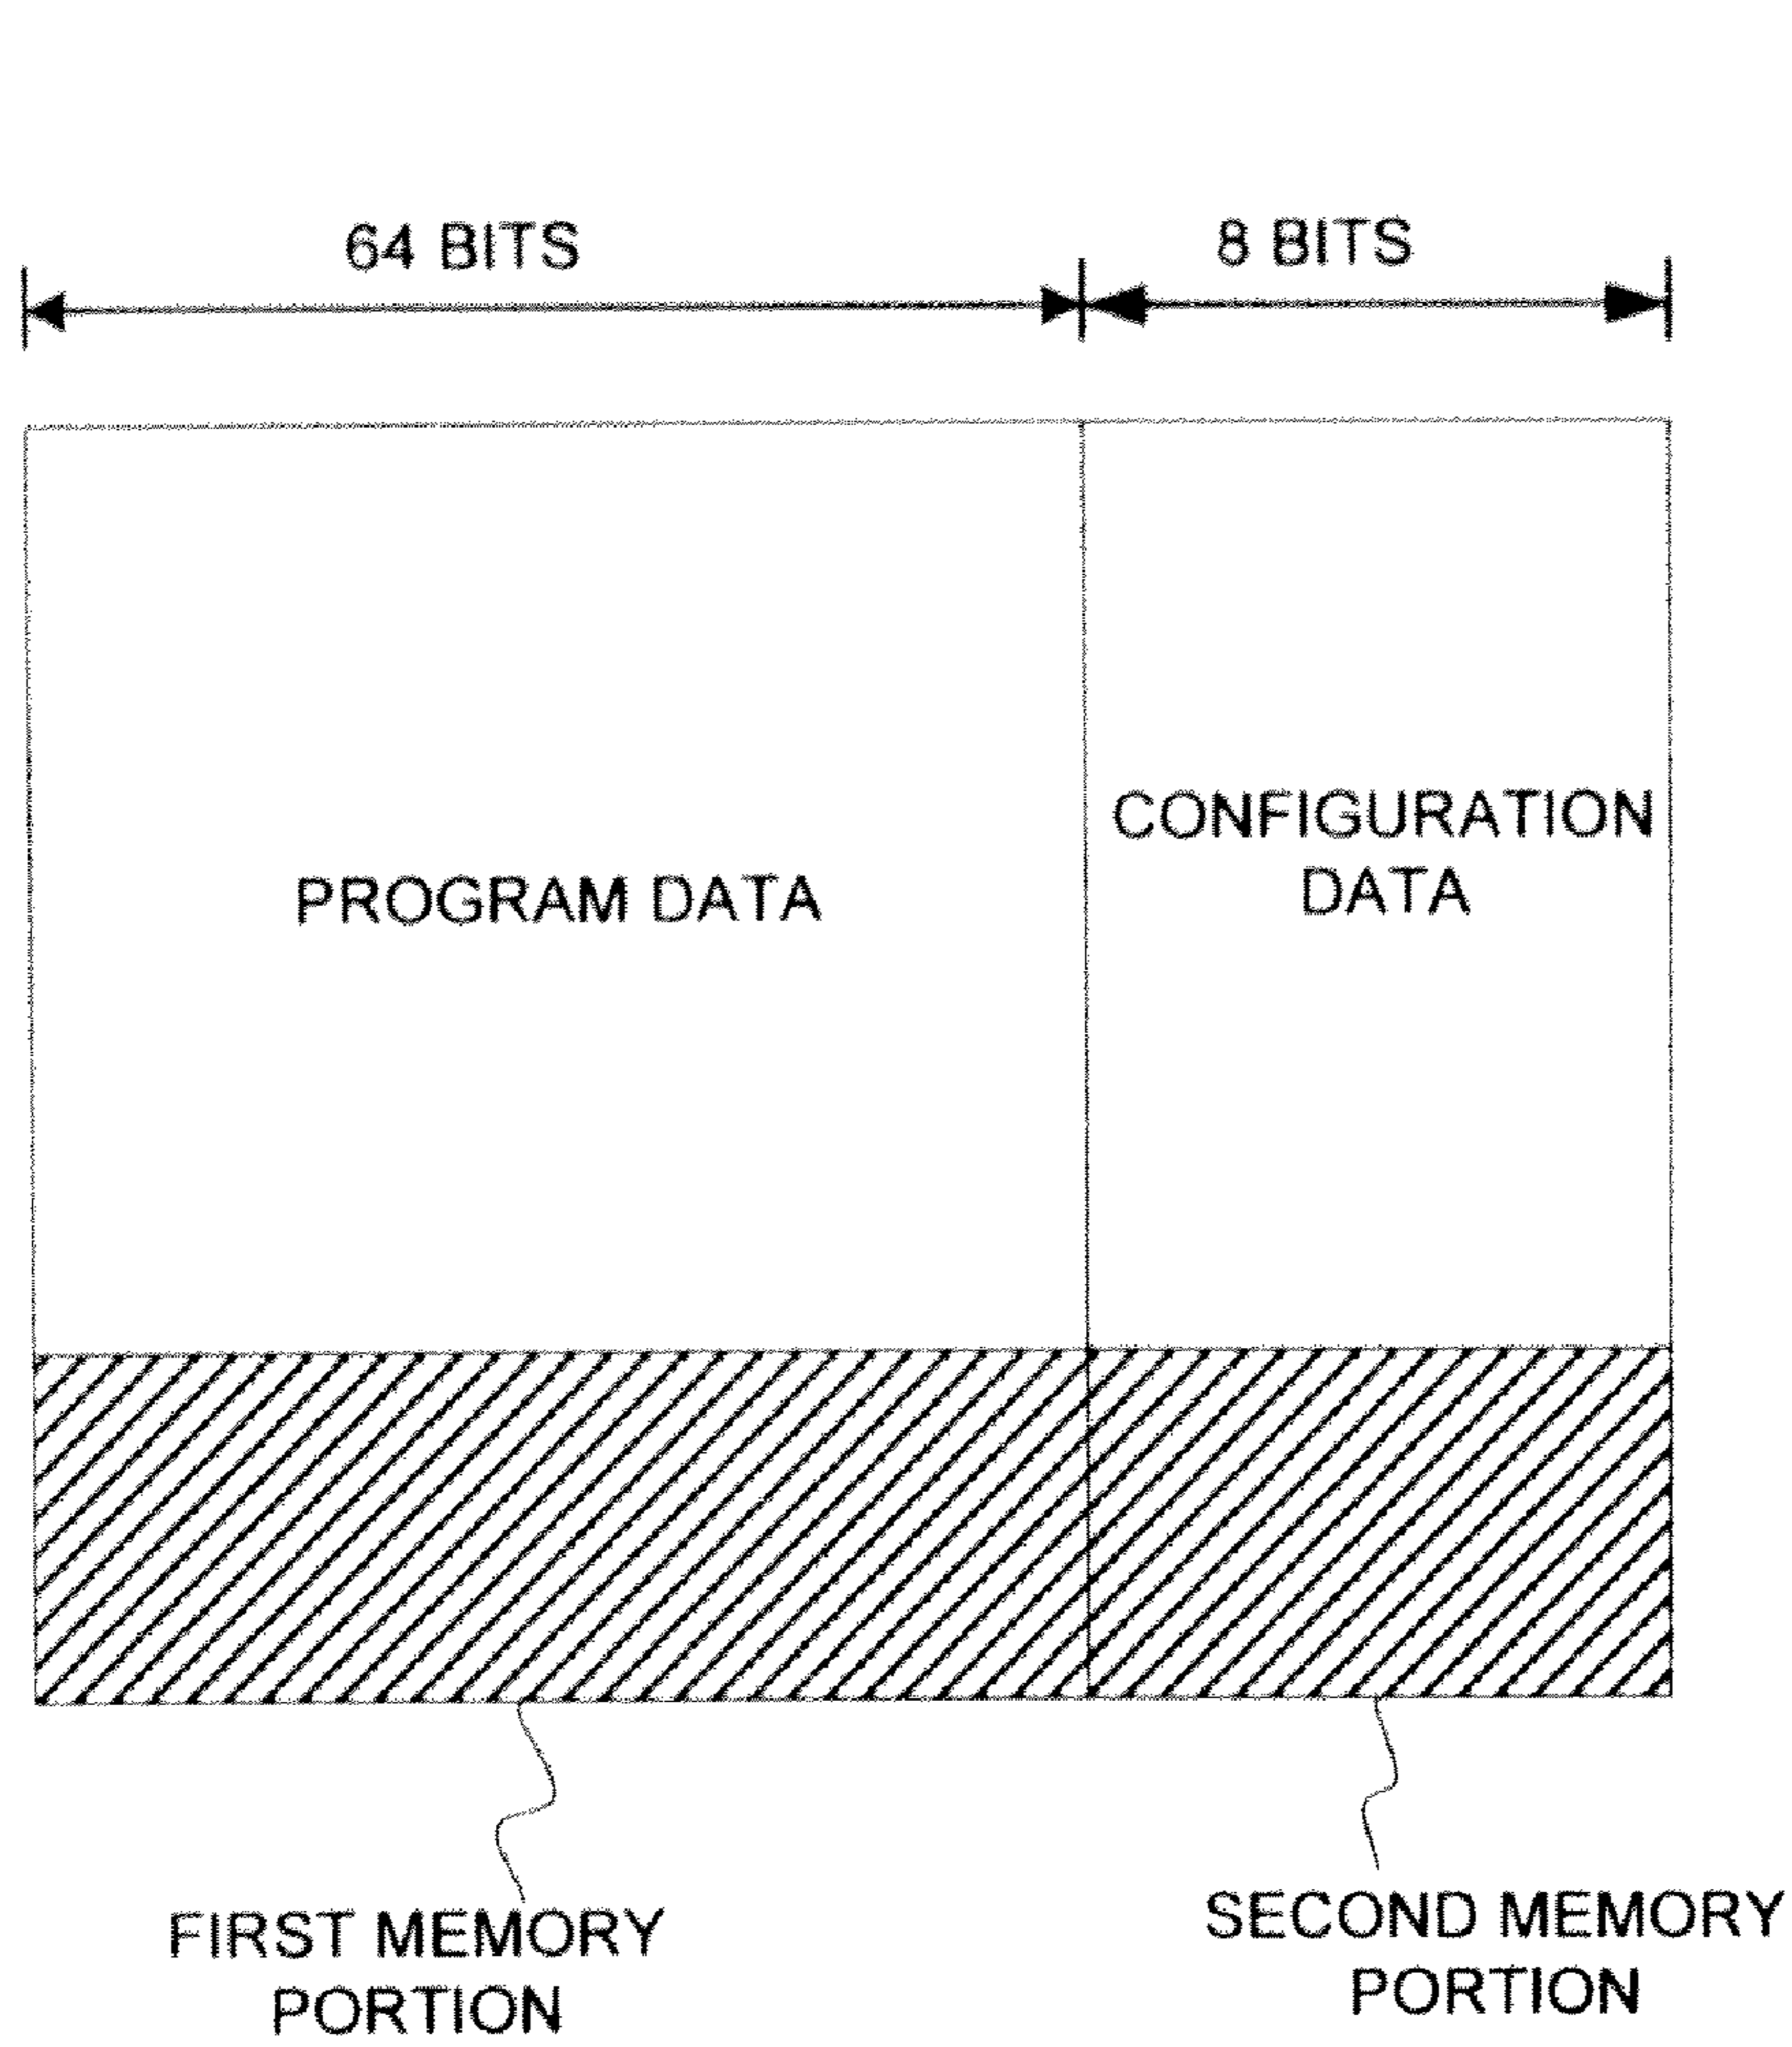 64 BITS
8 BITS
PROGRAM DATA
CONFIGURATION
DATA
FIRST MEMORY
PORTION
SECOND MEMORY
PORTION